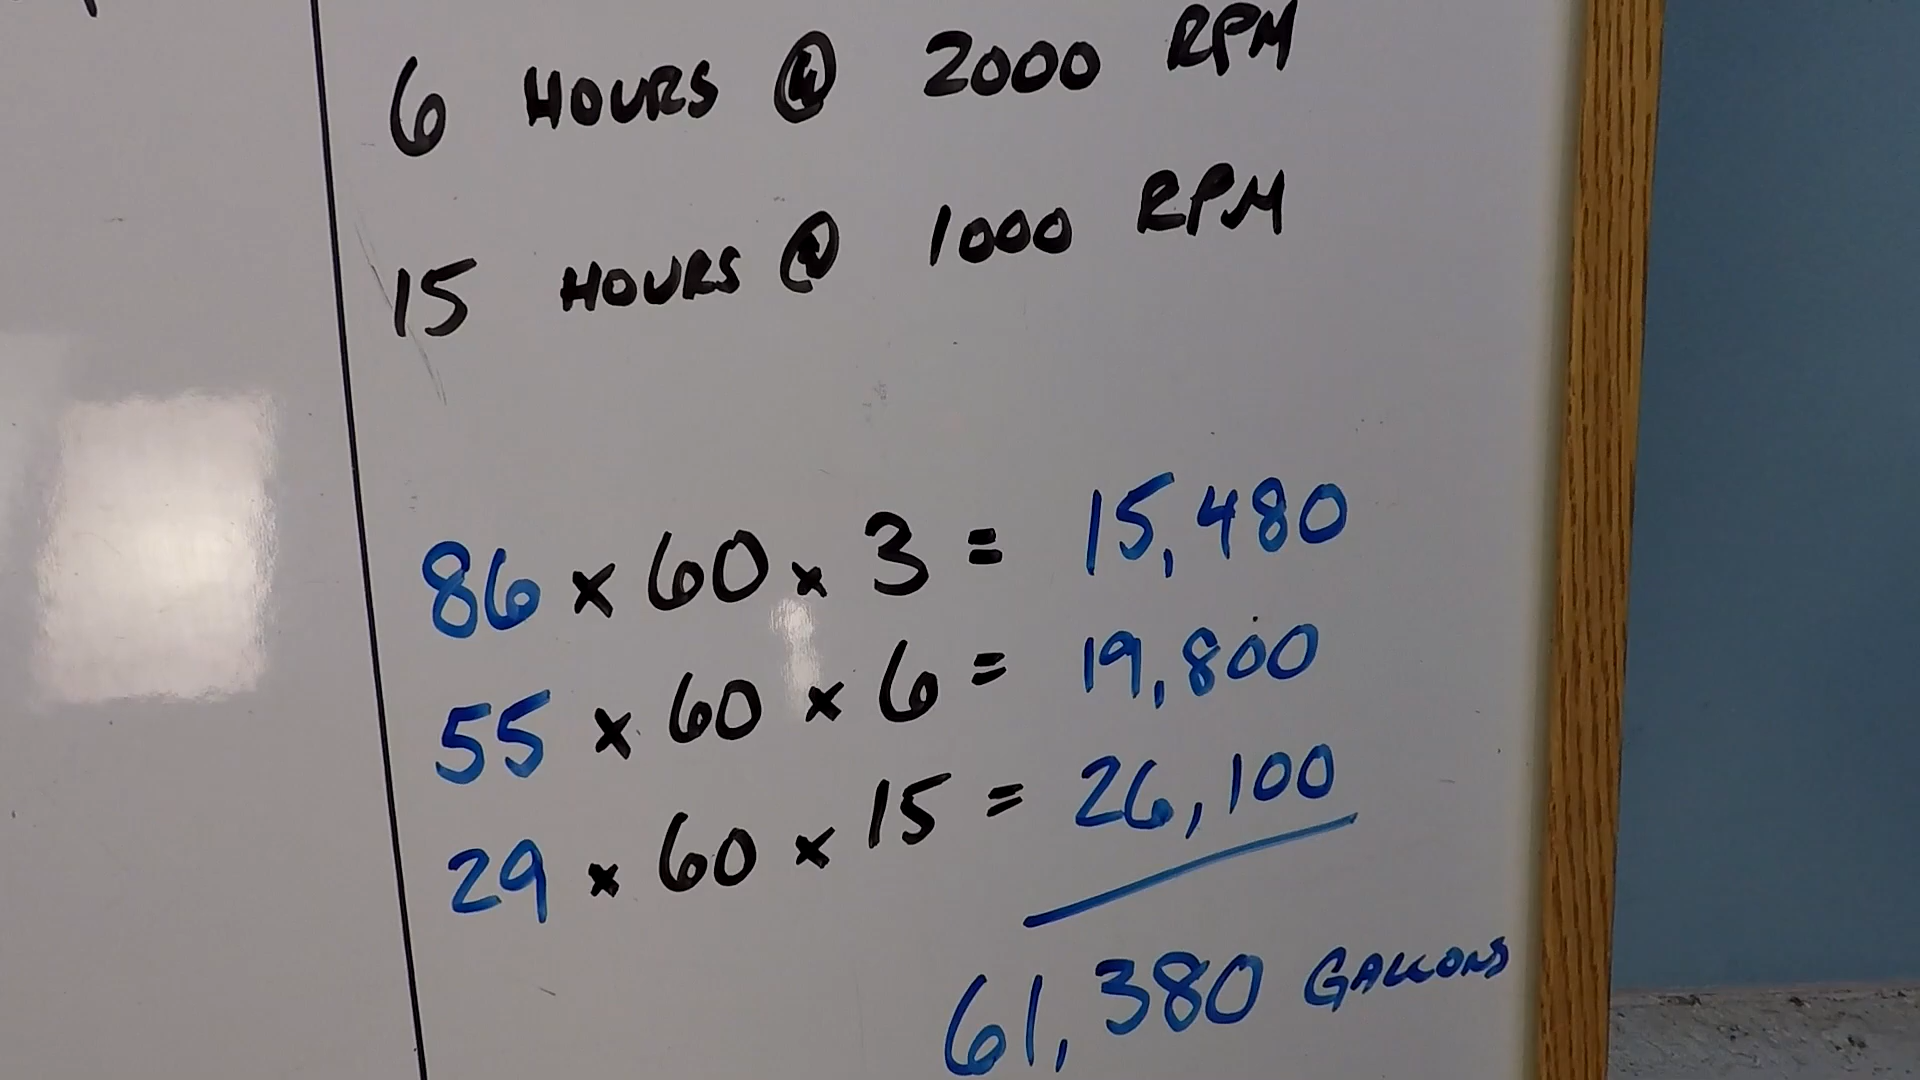 6 HOURS @ 2000 RPM
15 HOURS @ 1000 RPM
86 x 60 x 3 = 15,480
55 x 60 x 6 = 19,800
29 x 60 x 15 = 26,100
61,380 GALLONS